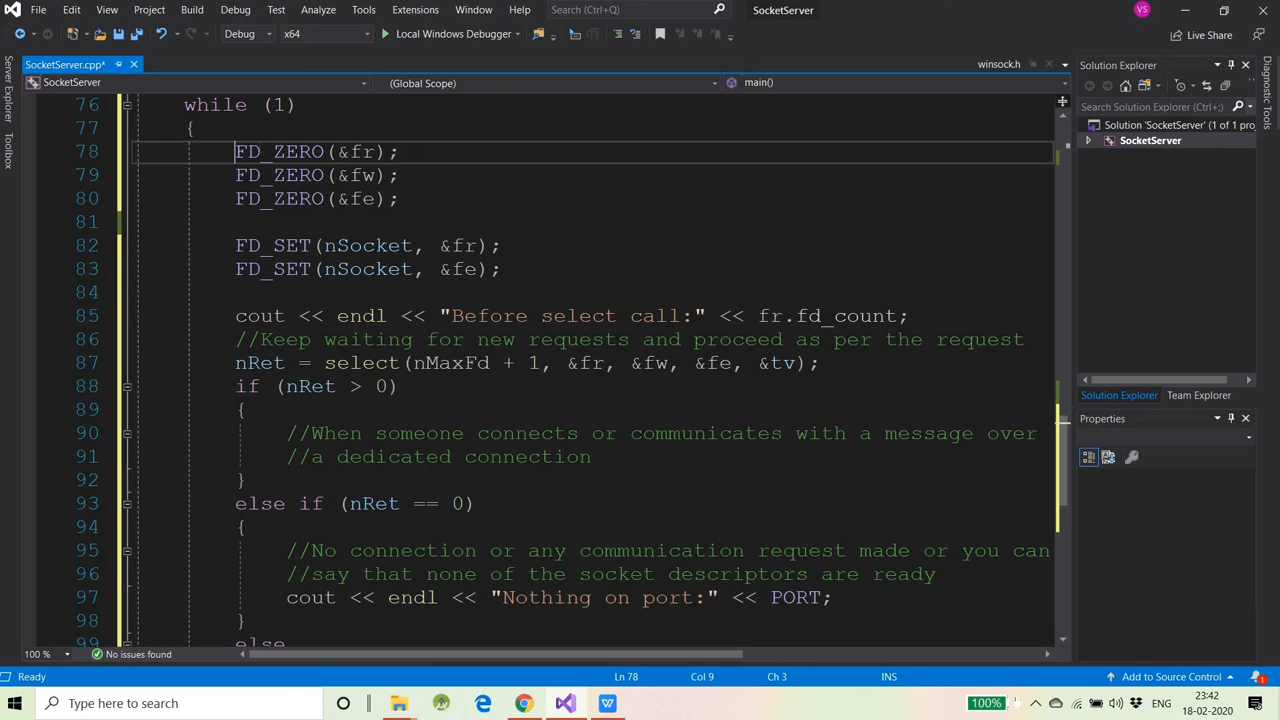 File Edit View Project Build Debug Test Analyze Tools Extensions Window Help Search (Ctrl+Q) SocketServer VS
Debug x64 Local Windows Debugger Live Share
Server Explorer
Toolbox
Diagnostic Tools
SocketServer.cpp* winsock.h
SocketServer (Global Scope) main()
76 while (1)
77 {
78 FD_ZERO(&fr);
79 FD_ZERO(&fw);
80 FD_ZERO(&fe);
81
82 FD_SET(nSocket, &fr);
83 FD_SET(nSocket, &fe);
84
85 cout << endl << "Before select call:" << fr.fd_count;
86 //Keep waiting for new requests and proceed as per the request
87 nRet = select(nMaxFd + 1, &fr, &fw, &fe, &tv);
88 if (nRet > 0)
89 {
90 //When someone connects or communicates with a message over
91 //a dedicated connection
92 }
93 else if (nRet == 0)
94 {
95 //No connection or any communication request made or you can
96 //say that none of the socket descriptors are ready
97 cout << endl << "Nothing on port:" << PORT;
98 }
99 else
Solution Explorer
Search Solution Explorer (Ctrl+;)
Solution 'SocketServer' (1 of 1 pro
SocketServer
Solution Explorer Team Explorer
Properties
100 % No issues found
Ready Ln 78 Col 9 Ch 3 INS Add to Source Control 1
Type here to search 100% ENG 23:42
18-02-2020